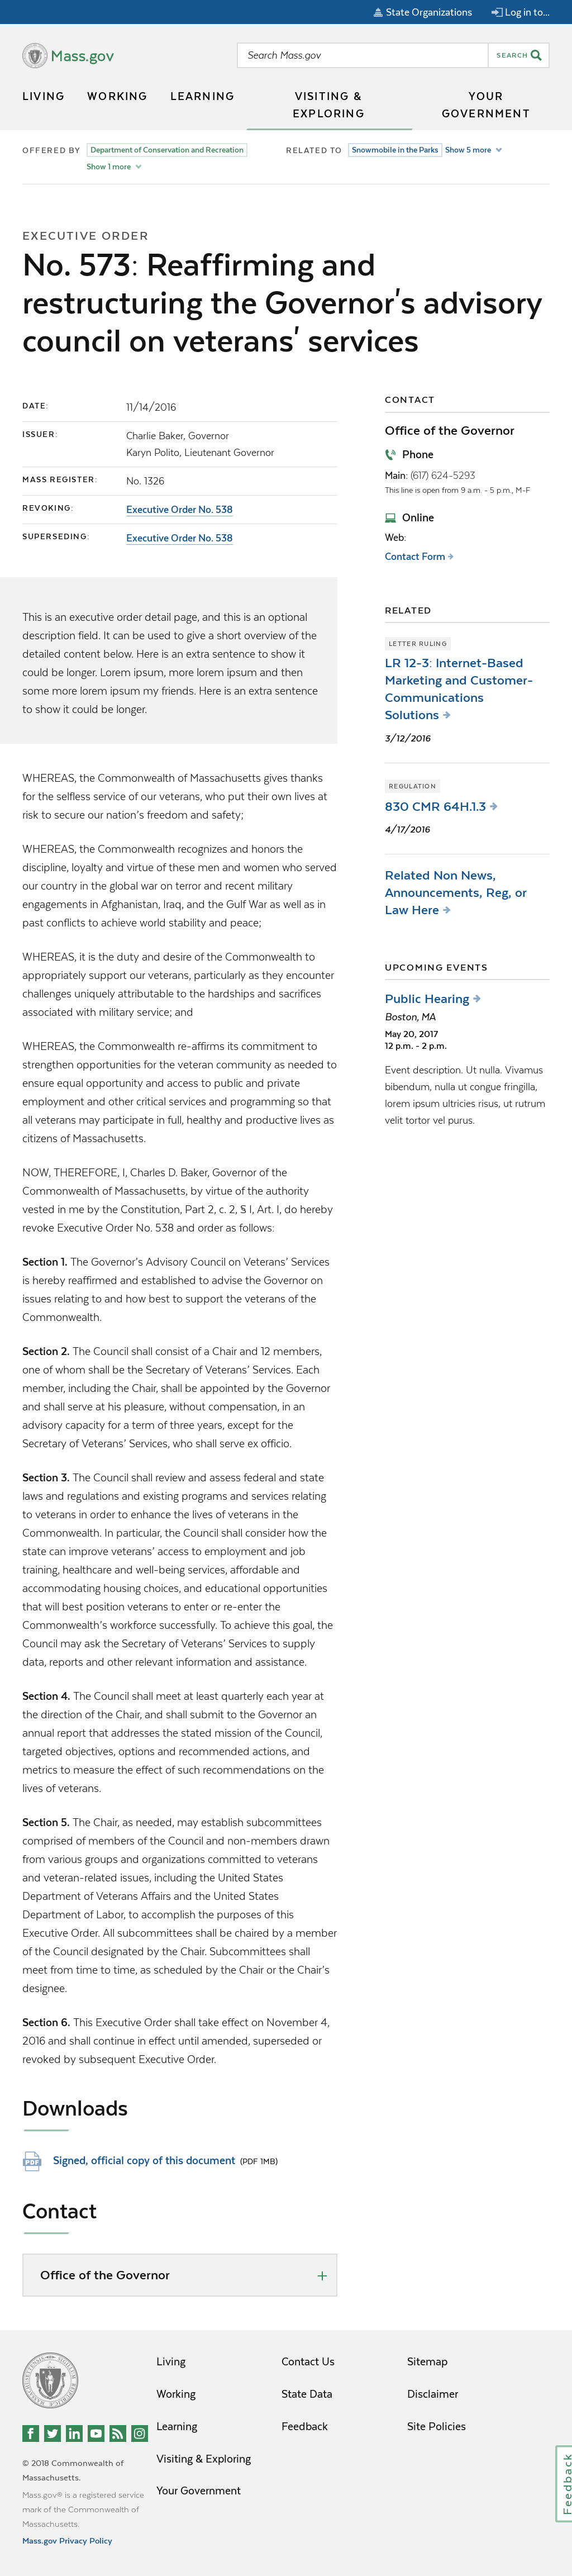 State Organizations
Log in to...
Mass.gov
Search Mass.gov
SEARCH
LIVING
WORKING
LEARNING
VISITING &
EXPLORING
YOUR
GOVERNMENT
OFFERED BY
Department of Conservation and Recreation
Show 1 more
RELATED TO
Snowmobile in the Parks
Show 5 more
EXECUTIVE ORDER
No. 573: Reaffirming and
restructuring the Governor's advisory
council on veterans' services
DATE:
11/14/2016
ISSUER:
Charlie Baker, Governor
Karyn Polito, Lieutenant Governor
MASS REGISTER:
No. 1326
REVOKING:
Executive Order No. 538
SUPERSEDING:
Executive Order No. 538
This is an executive order detail page, and this is an optional
description field. It can be used to give a short overview of the
detailed content below. Here is an extra sentence to show it
could be longer. Lorem ipsum, more lorem ipsum and then
some more lorem ipsum my friends. Here is an extra sentence
to show it could be longer.
WHEREAS, the Commonwealth of Massachusetts gives thanks
for the selfless service of our veterans, who put their own lives at
risk to secure our nation's freedom and safety;
WHEREAS, the Commonwealth recognizes and honors the
discipline, loyalty and virtue of these men and women who served
our country in the global war on terror and recent military
engagements in Afghanistan, Iraq, and the Gulf War as well as in
past conflicts to achieve world stability and peace;
WHEREAS, it is the duty and desire of the Commonwealth to
appropriately support our veterans, particularly as they encounter
challenges uniquely attributable to the hardships and sacrifices
associated with military service; and
WHEREAS, the Commonwealth re-affirms its commitment to
strengthen opportunities for the veteran community as needed to
ensure equal opportunity and access to public and private
employment and other critical services and programming so that
all veterans may participate in full, healthy and productive lives as
citizens of Massachusetts.
NOW, THEREFORE, I, Charles D. Baker, Governor of the
Commonwealth of Massachusetts, by virtue of the authority
vested in me by the Constitution, Part 2, c. 2, § I, Art. I, do hereby
revoke Executive Order No. 538 and order as follows:
Section 1. The Governor's Advisory Council on Veterans' Services
is hereby reaffirmed and established to advise the Governor on
issues relating to and how best to support the veterans of the
Commonwealth.
Section 2. The Council shall consist of a Chair and 12 members,
one of whom shall be the Secretary of Veterans' Services. Each
member, including the Chair, shall be appointed by the Governor
and shall serve at his pleasure, without compensation, in an
advisory capacity for a term of three years, except for the
Secretary of Veterans' Services, who shall serve ex officio.
Section 3. The Council shall review and assess federal and state
laws and regulations and existing programs and services relating
to veterans in order to enhance the lives of veterans in the
Commonwealth. In particular, the Council shall consider how the
state can improve veterans' access to employment and job
training, healthcare and well-being services, affordable and
accommodating housing choices, and educational opportunities
that will best position veterans to enter or re-enter the
Commonwealth's workforce successfully. To achieve this goal, the
Council may ask the Secretary of Veterans' Services to supply
data, reports and other relevant information and assistance.
Section 4. The Council shall meet at least quarterly each year at
the direction of the Chair, and shall submit to the Governor an
annual report that addresses the stated mission of the Council,
targeted objectives, options and recommended actions, and
metrics to measure the effect of such recommendations on the
lives of veterans.
Section 5. The Chair, as needed, may establish subcommittees
comprised of members of the Council and non-members drawn
from various groups and organizations committed to veterans
and veteran-related issues, including the United States
Department of Veterans Affairs and the United States
Department of Labor, to accomplish the purposes of this
Executive Order. All subcommittees shall be chaired by a member
of the Council designated by the Chair. Subcommittees shall
meet from time to time, as scheduled by the Chair or the Chair's
designee.
Section 6. This Executive Order shall take effect on November 4,
2016 and shall continue in effect until amended, superseded or
revoked by subsequent Executive Order.
Downloads
PDF
Signed, official copy of this document (PDF 1MB)
Contact
Office of the Governor
CONTACT
Office of the Governor
Phone
Main: (617) 624-5293
This line is open from 9 a.m. - 5 p.m., M-F
Online
Web:
Contact Form
RELATED
LETTER RULING
LR 12-3: Internet-Based
Marketing and Customer-
Communications
Solutions
3/12/2016
REGULATION
830 CMR 64H.1.3
4/17/2016
Related Non News,
Announcements, Reg, or
Law Here
UPCOMING EVENTS
Public Hearing
Boston, MA
May 20, 2017
12 p.m. - 2 p.m.
Event description. Ut nulla. Vivamus
bibendum, nulla ut congue fringilla,
lorem ipsum ultricies risus, ut rutrum
velit tortor vel purus.
Living
Working
Learning
Visiting & Exploring
Your Government
Contact Us
State Data
Feedback
Sitemap
Disclaimer
Site Policies
© 2018 Commonwealth of
Massachusetts.
Mass.gov® is a registered service
mark of the Commonwealth of
Massachusetts.
Mass.gov Privacy Policy
Feedback